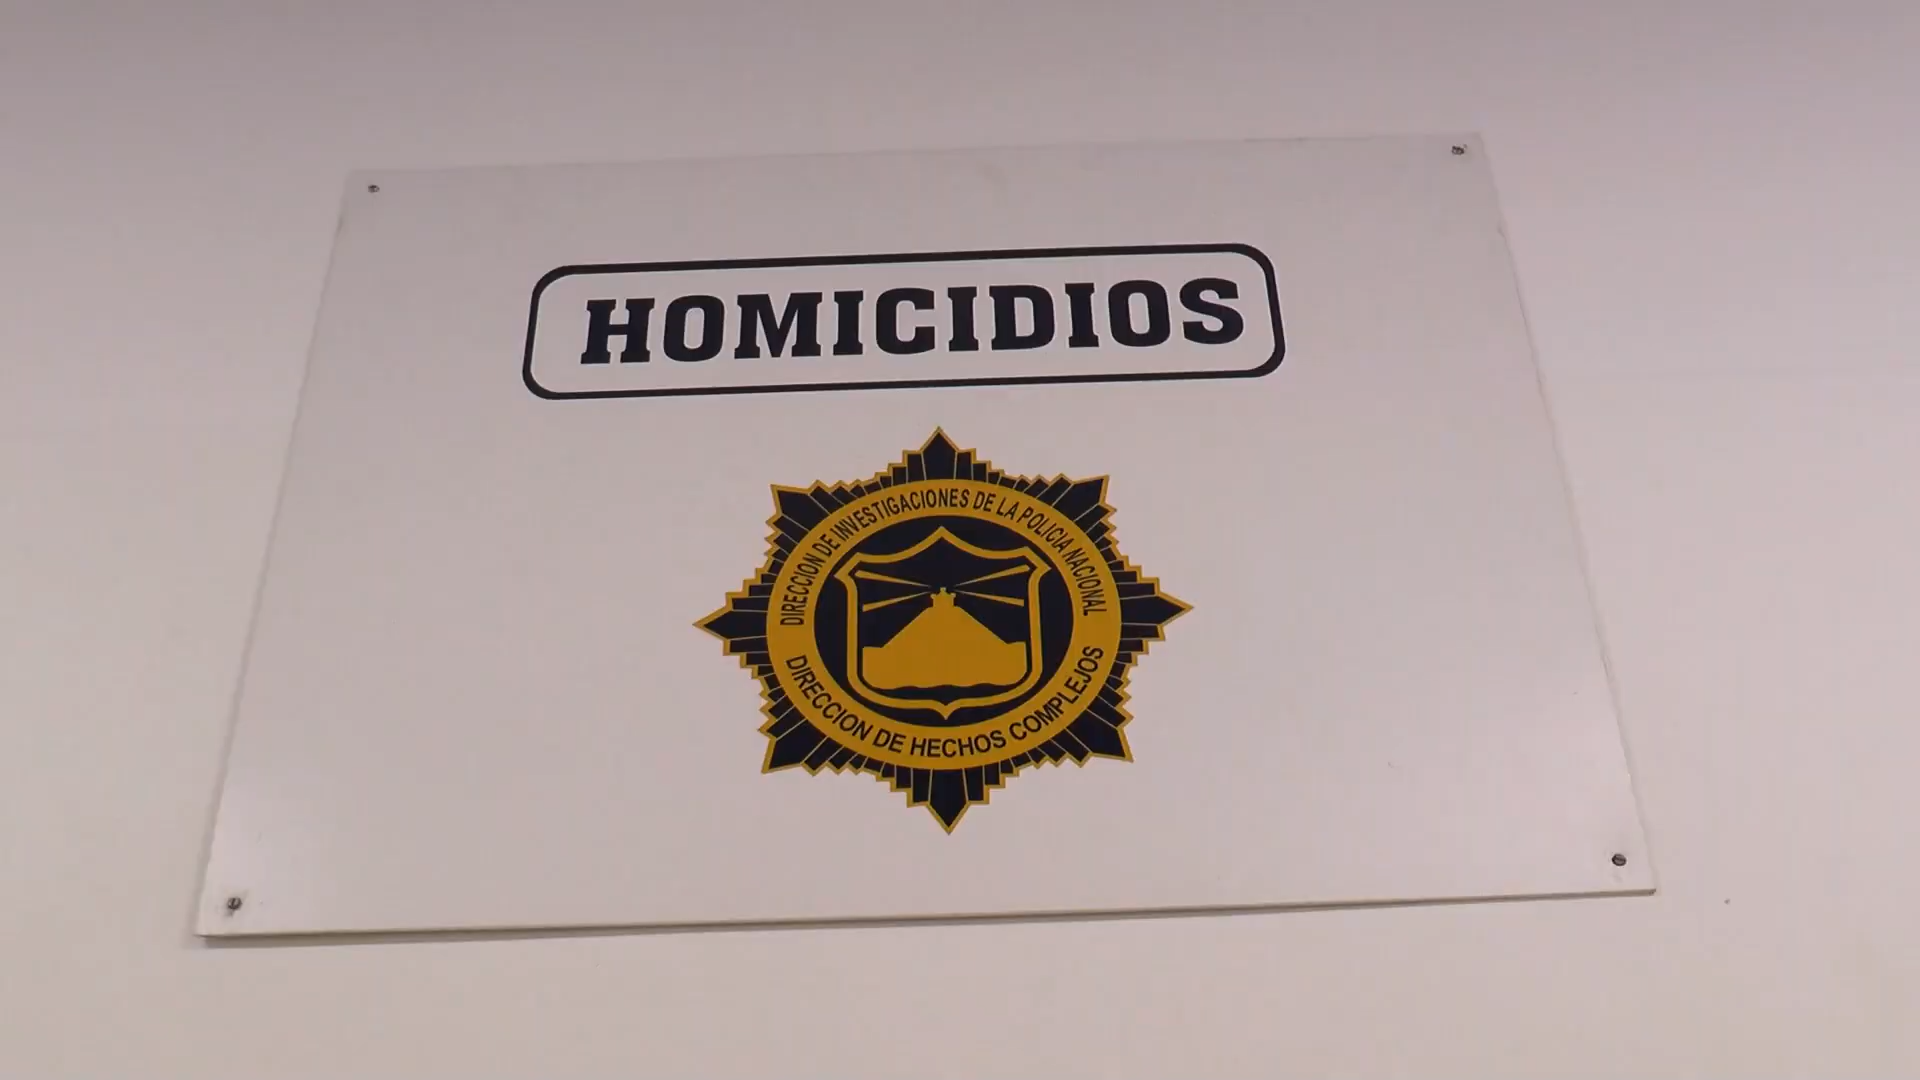 HOMICIDIOS
DIRECCION DE INVESTIGACIONES DE LA POLICIA NACIONAL
DIRECCION DE HECHOS COMPLEJOS